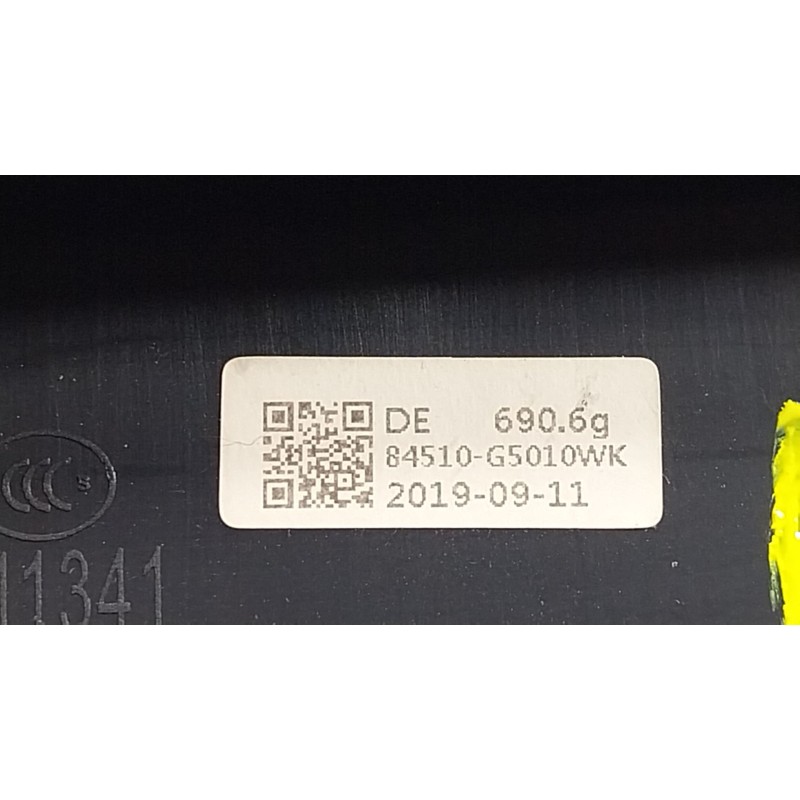 DE 690.6g
84510-G5010WK
2019-09-11
CCC S
11341